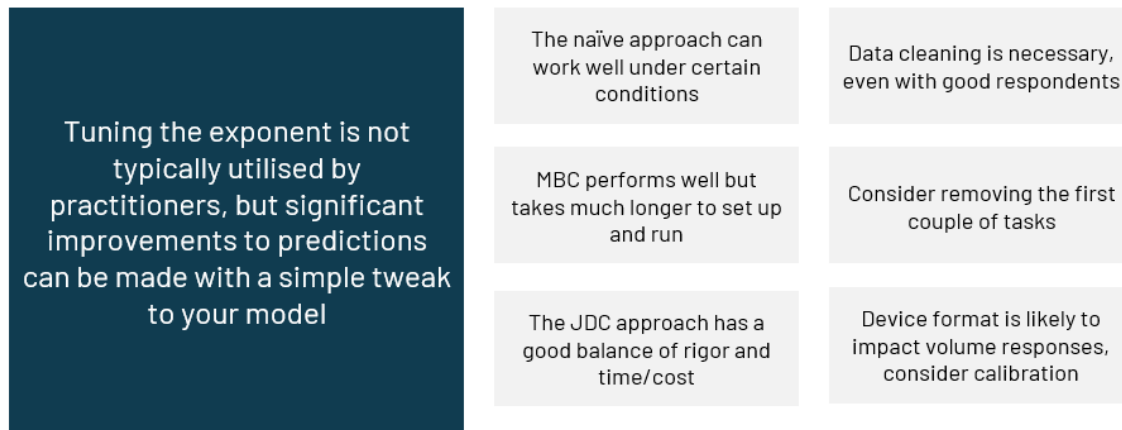 Tuning the exponent is not
typically utilised by
practitioners, but significant
improvements to predictions
can be made with a simple tweak
to your model
The naïve approach can
work well under certain
conditions
MBC performs well but
takes much longer to set up
and run
The JDC approach has a
good balance of rigor and
time/cost
Data cleaning is necessary,
even with good respondents
Consider removing the first
couple of tasks
Device format is likely to
impact volume responses,
consider calibration